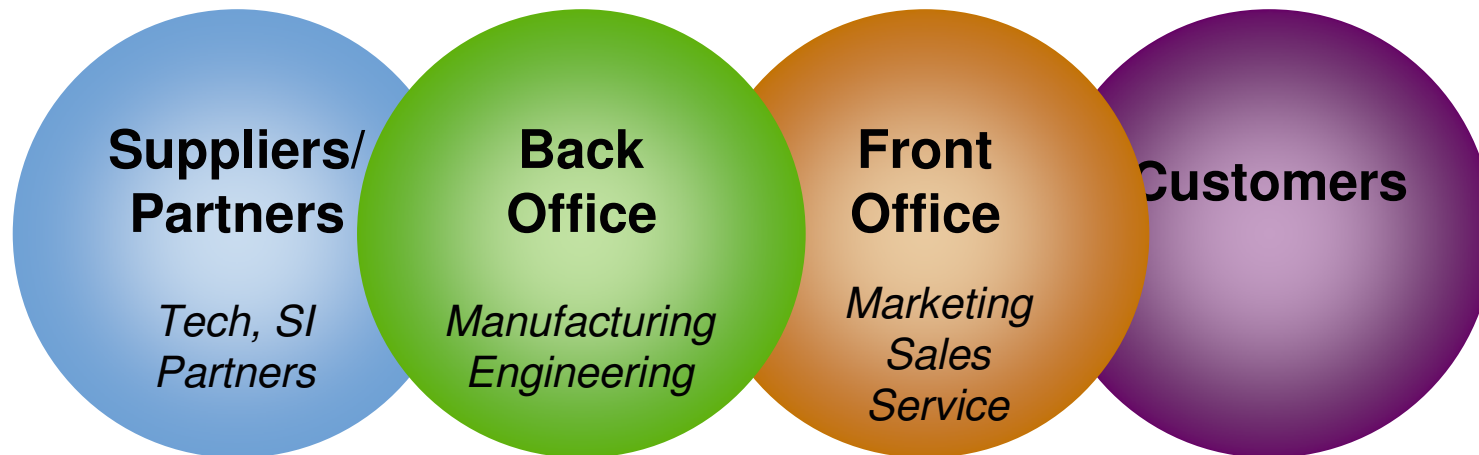 Suppliers/
Partners
Tech, SI
Partners
Back
Office
Manufacturing
Engineering
Front
Office
Marketing
Sales
Service
Customers